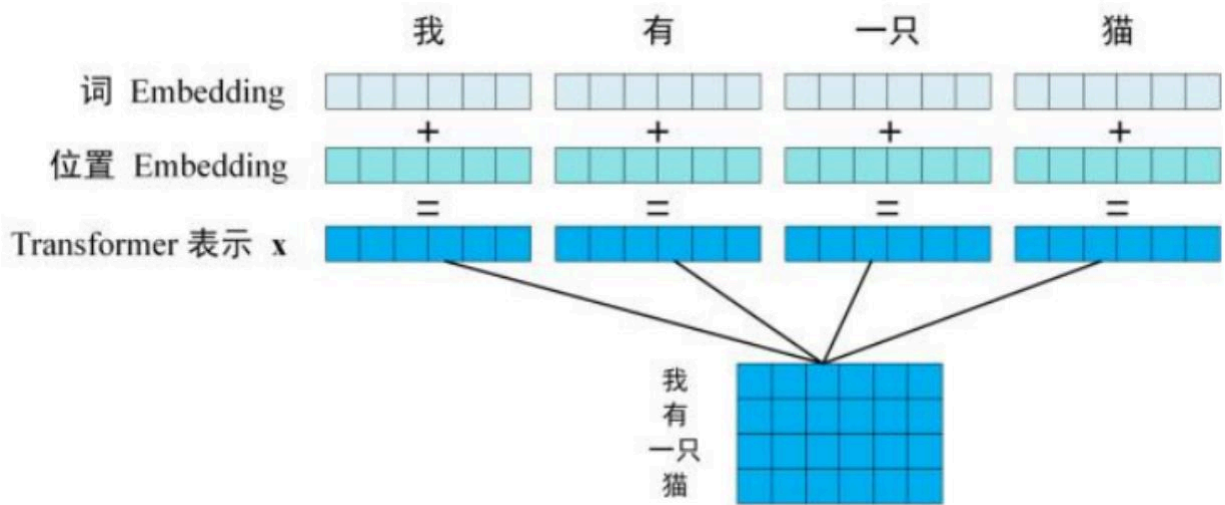 我 有 一只 猫
词 Embedding
+ + + +
位置 Embedding
= = = =
Transformer 表示 x
我
有
一只
猫